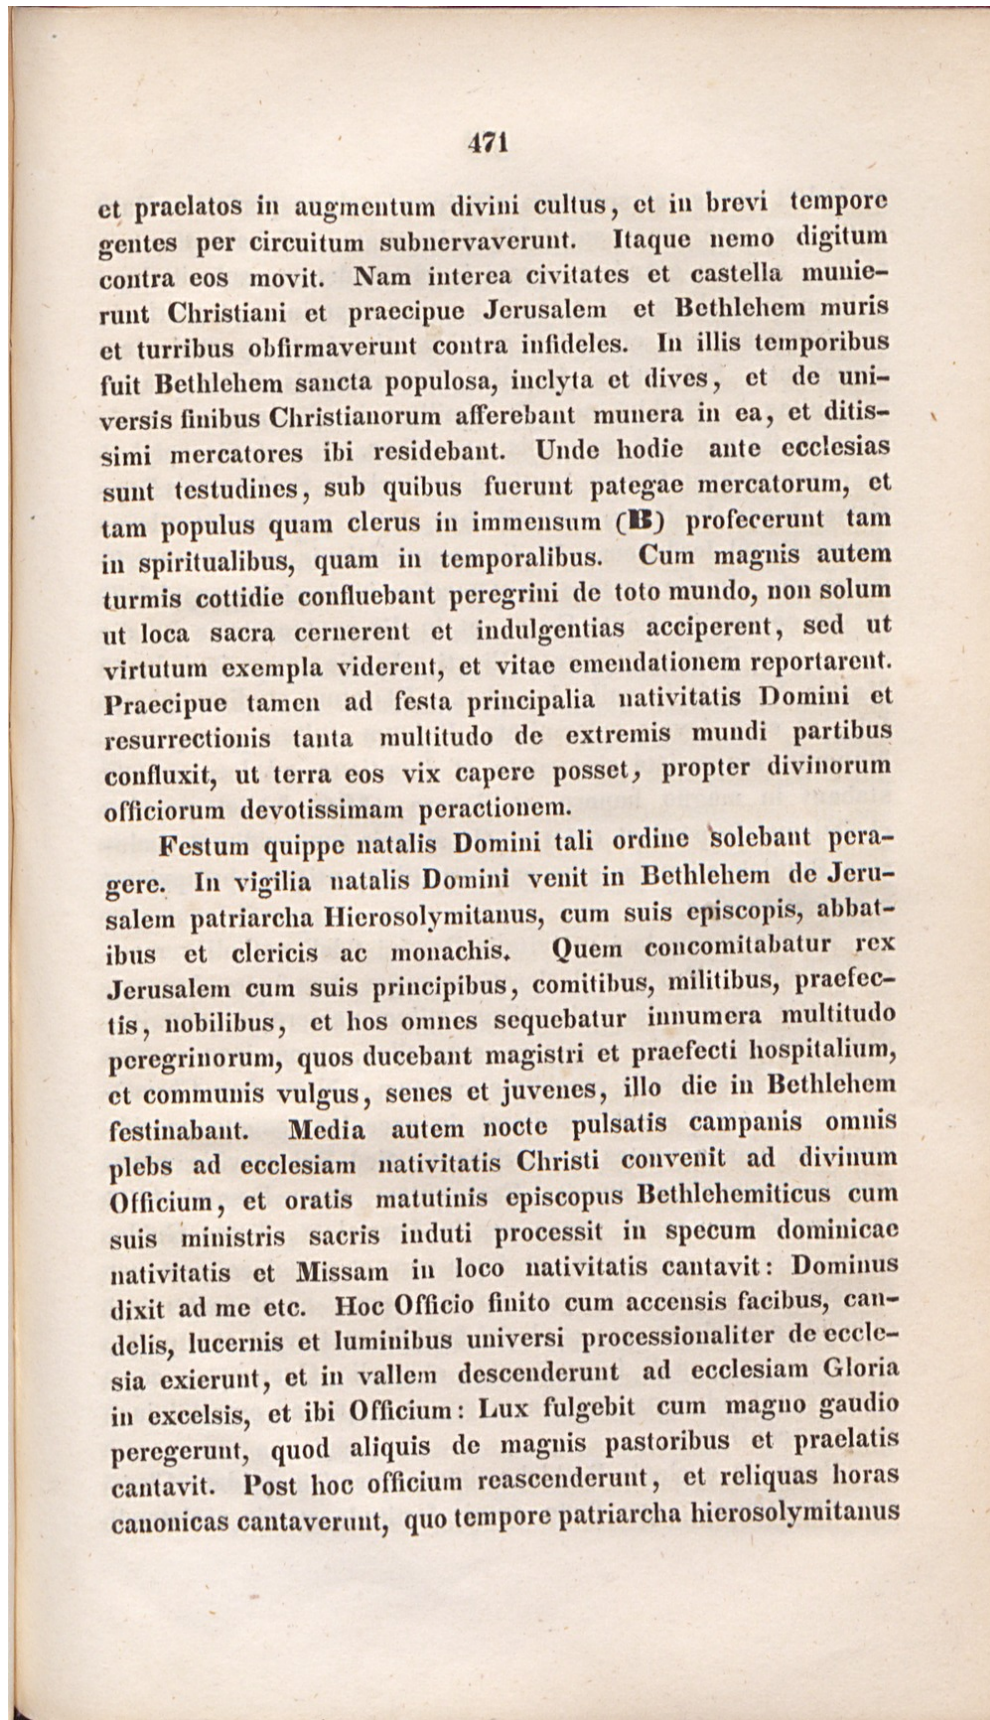 471
et praelatos in augmentum divini cultus, et in brevi tempore
gentes per circuitum subnervaverunt. Itaque nemo digitum
contra eos movit. Nam interea civitates et castella munie-
runt Christiani et praecipue Jerusalem et Bethlehem muris
et turribus obfirmaverunt contra infideles. In illis temporibus
fuit Bethlehem sancta populosa, inclyta et dives, et de uni-
versis finibus Christianorum afferebant munera in ea, et ditis-
simi mercatores ibi residebant. Unde hodie ante ecclesias
sunt testudines, sub quibus fuerunt pategae mercatorum, et
tam populus quam clerus in immensum (B) profecerunt tam
in spiritualibus, quam in temporalibus. Cum magnis autem
turmis cottidie confluebant peregrini de toto mundo, non solum
ut loca sacra cernerent et indulgentias acciperent, sed ut
virtutum exempla viderent, et vitae emendationem reportarent.
Praecipue tamen ad festa principalia nativitatis Domini et
resurrectionis tanta multitudo de extremis mundi partibus
confluxit, ut terra eos vix capere posset, propter divinorum
officiorum devotissimam peractionem.
Festum quippe natalis Domini tali ordine solebant pera-
gere. In vigilia natalis Domini venit in Bethlehem de Jeru-
salem patriarcha Hierosolymitanus, cum suis episcopis, abbat-
ibus et clericis ac monachis. Quem concomitabatur rex
Jerusalem cum suis principibus, comitibus, militibus, praefec-
tis, nobilibus, et hos omnes sequebatur innumera multitudo
peregrinorum, quos ducebant magistri et praefecti hospitalium,
et communis vulgus, senes et juvenes, illo die in Bethlehem
festinabant. Media autem nocte pulsatis campanis omnis
plebs ad ecclesiam nativitatis Christi convenit ad divinum
Officium, et oratis matutinis episcopus Bethlehemiticus cum
suis ministris sacris induti processit in specum dominicae
nativitatis et Missam in loco nativitatis cantavit: Dominus
dixit ad me etc. Hoc Officio finito cum accensis facibus, can-
delis, lucernis et luminibus universi processionaliter de eccle-
sia exierunt, et in vallem descenderunt ad ecclesiam Gloria
in excelsis, et ibi Officium: Lux fulgebit cum magno gaudio
peregerunt, quod aliquis de magnis pastoribus et praelatis
cantavit. Post hoc officium reascenderunt, et reliquas horas
canonicas cantaverunt, quo tempore patriarcha hierosolymitanus